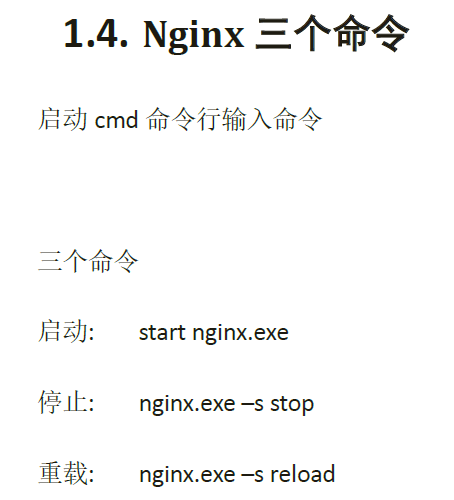 1.4. Nginx 三个命令
启动 cmd 命令行输入命令
三个命令
启动: start nginx.exe
停止: nginx.exe –s stop
重载: nginx.exe –s reload